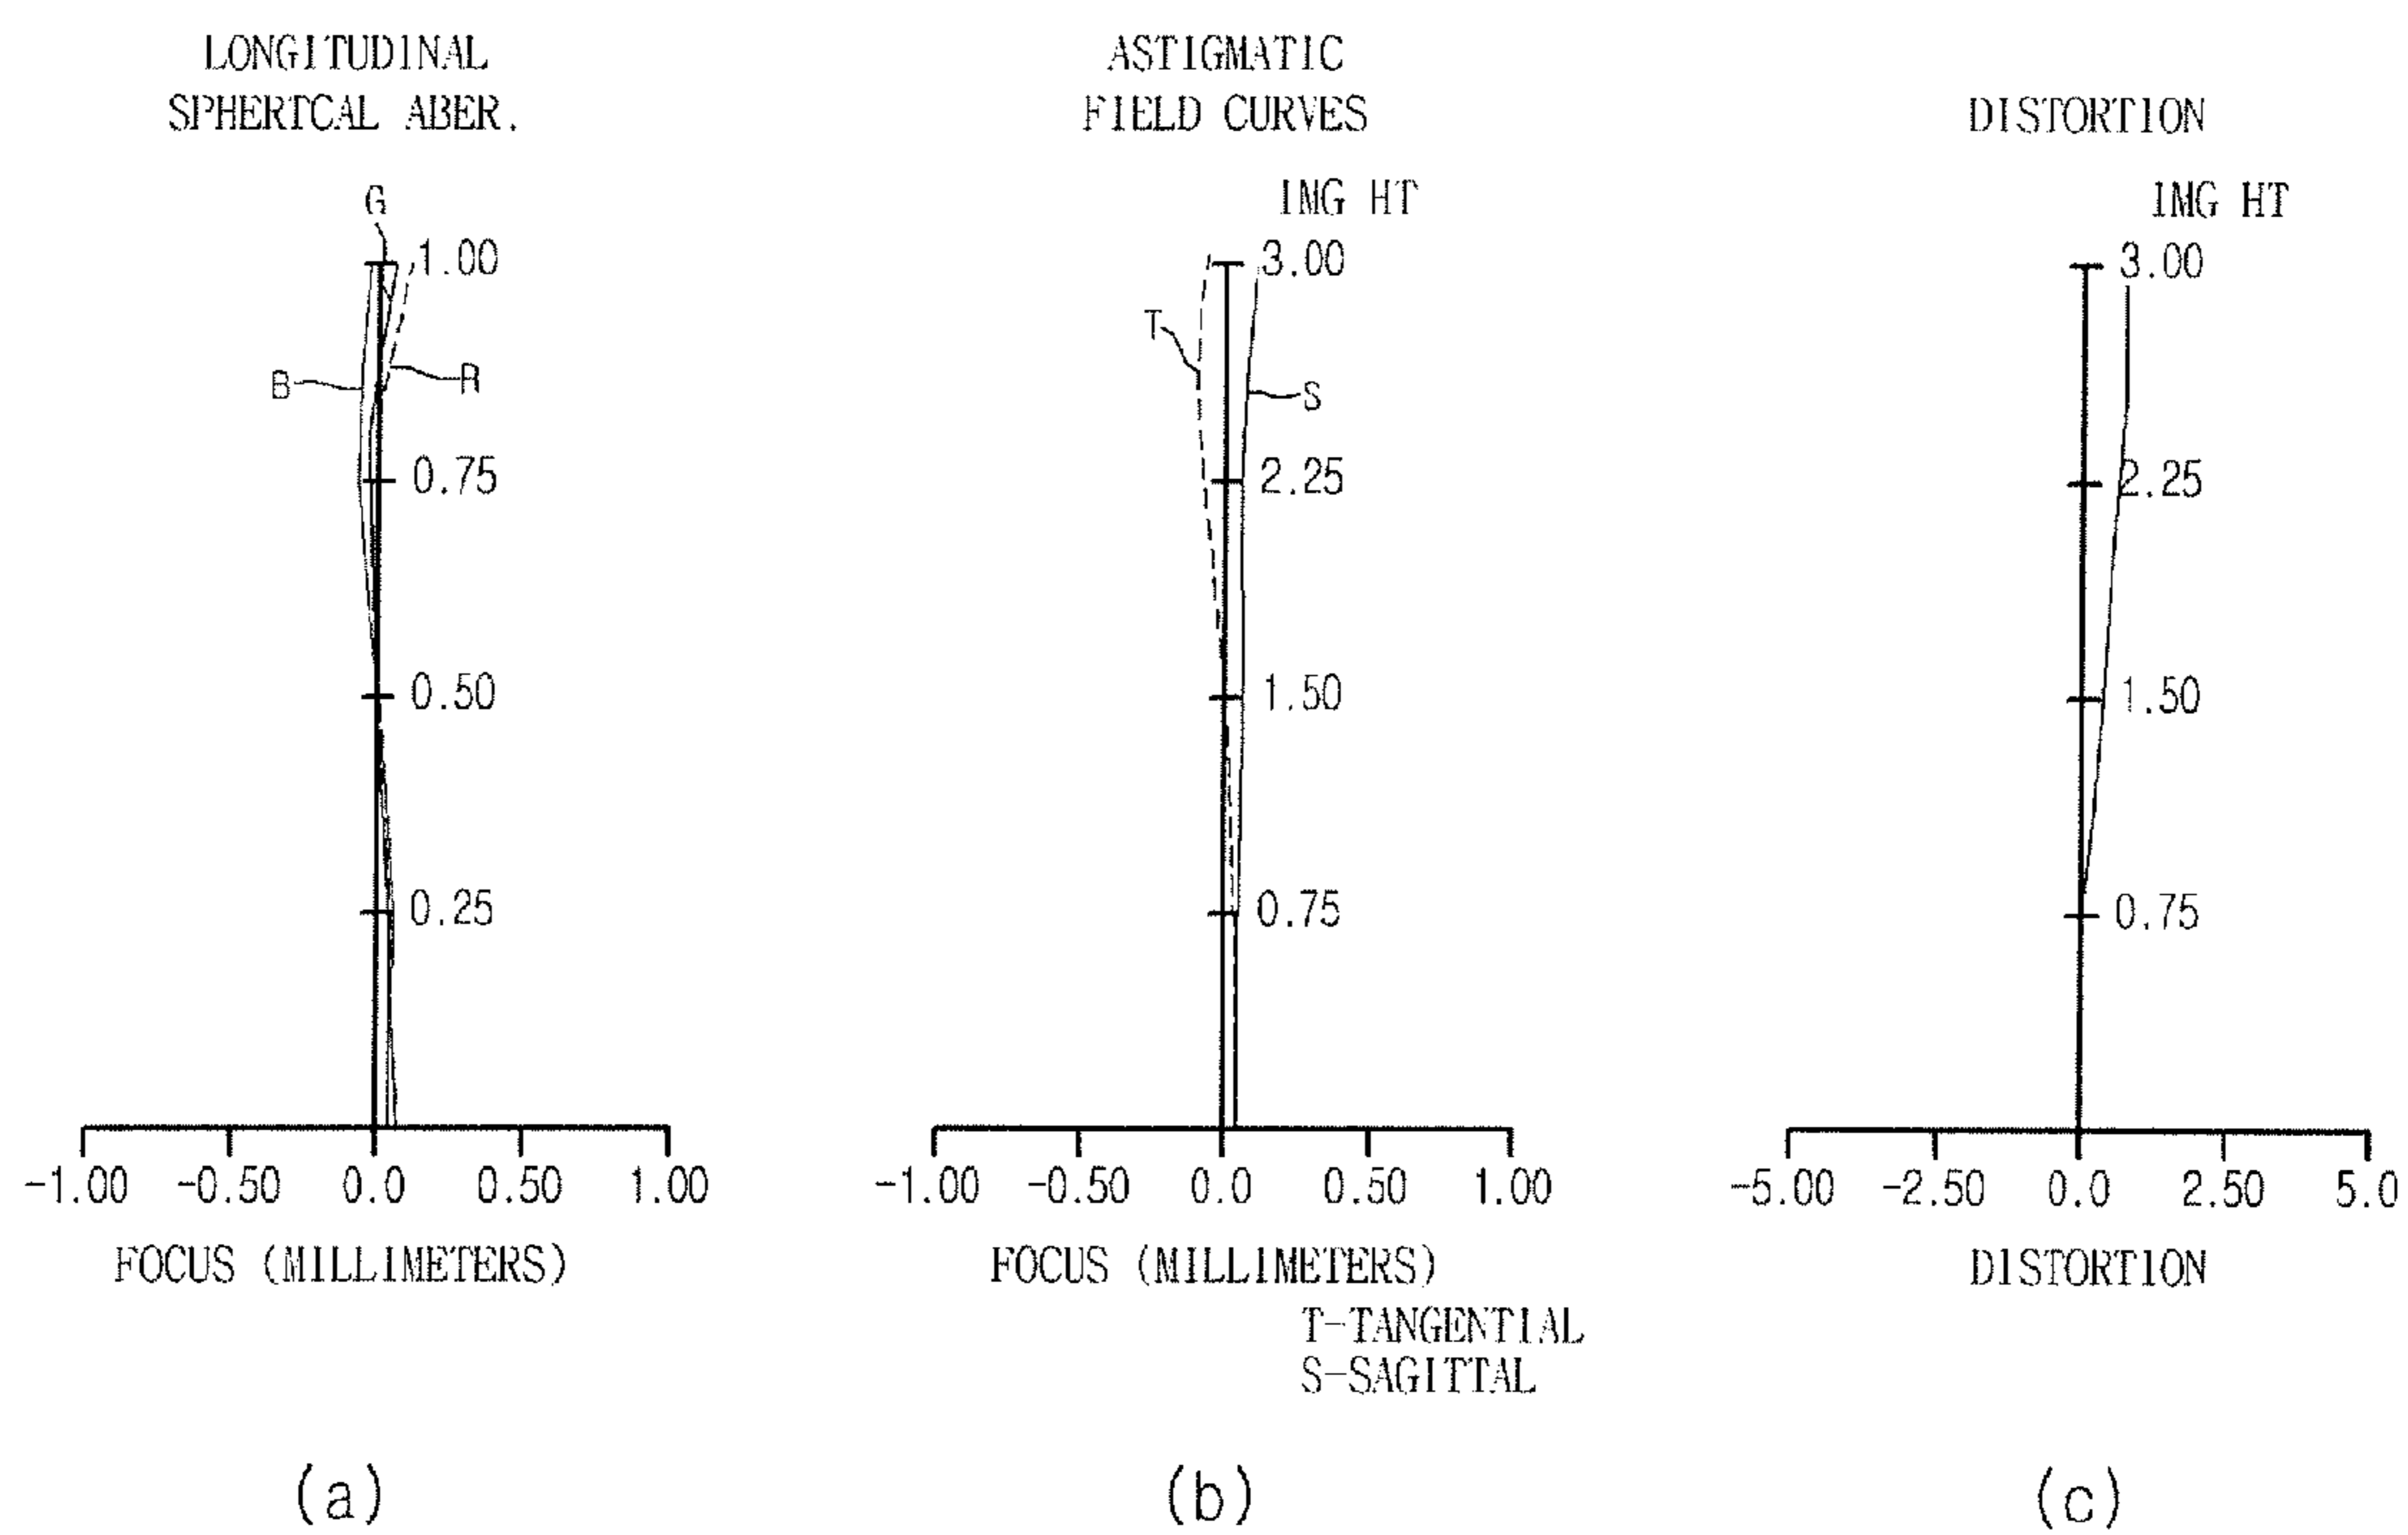 LONGITUDINAL
SPHERTCAL ABER.
G
1.00
B
R
0.75
0.50
0.25
-1.00 -0.50 0.0 0.50 1.00
FOCUS (MILLIMETERS)
(a)
ASTIGMATIC
FIELD CURVES
IMG HT
3.00
T
S
2.25
1.50
0.75
-1.00 -0.50 0.0 0.50 1.00
FOCUS (MILLIMETERS)
T-TANGENTIAL
S-SAGITTAL
(b)
DISTORTION
IMG HT
3.00
2.25
1.50
0.75
-5.00 -2.50 0.0 2.50 5.0
DISTORTION
(c)